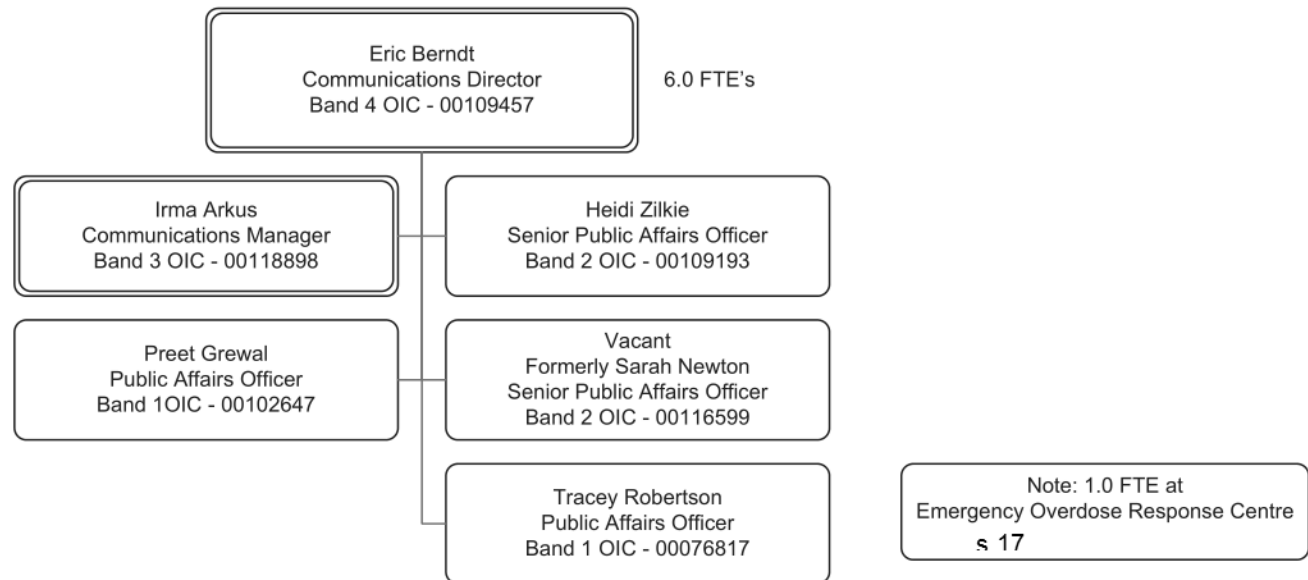 Eric Berndt
Communications Director
Band 4 OIC - 00109457
6.0 FTE's
Irma Arkus
Communications Manager
Band 3 OIC - 00118898
Heidi Zilkie
Senior Public Affairs Officer
Band 2 OIC - 00109193
Preet Grewal
Public Affairs Officer
Band 1OIC - 00102647
Vacant
Formerly Sarah Newton
Senior Public Affairs Officer
Band 2 OIC - 00116599
Tracey Robertson
Public Affairs Officer
Band 1 OIC - 00076817
Note: 1.0 FTE at
Emergency Overdose Response Centre
s 17